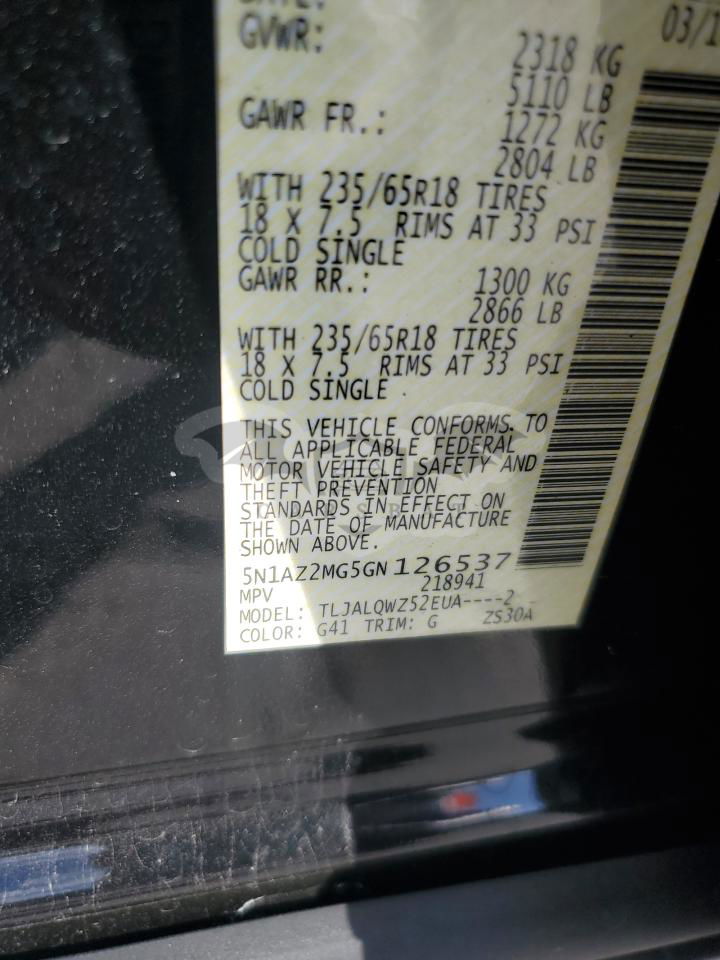 GVWR: 2318 KG 03/1
5110 LB
GAWR FR.: 1272 KG
2804 LB
WITH 235/65R18 TIRES
18 X 7.5 RIMS AT 33 PSI
COLD SINGLE
GAWR RR.: 1300 KG
2866 LB
WITH 235/65R18 TIRES
18 X 7.5 RIMS AT 33 PSI
COLD SINGLE
THIS VEHICLE CONFORMS TO
ALL APPLICABLE FEDERAL
MOTOR VEHICLE SAFETY AND
THEFT PREVENTION
STANDARDS IN EFFECT ON
THE DATE OF MANUFACTURE
SHOWN ABOVE.
5N1AZ2MG5GN126537
MPV 218941
MODEL: TLJALQWZ52EUA----2
COLOR: G41 TRIM: G ZS30A